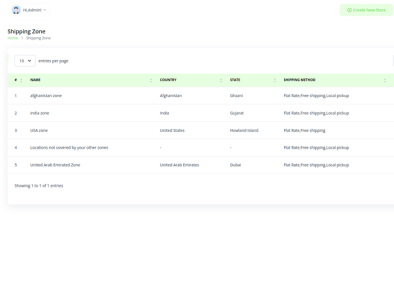 Hi,Admin
Create New Store
Shipping Zone
Home > Shipping Zone
10 entries per page
# NAME COUNTRY STATE SHIPPING METHOD
1 afghanistan zone Afghanistan Ghazni Flat Rate,Free shipping,Local pickup
2 india zone India Gujarat Flat Rate,Free shipping,Local pickup
3 USA zone United States Howland Island Flat Rate,Free shipping
4 Locations not covered by your other zones - - Flat Rate,Free shipping,Local pickup
5 United Arab Emirated Zone United Arab Emirates Dubai Flat Rate,Free shipping,Local pickup
Showing 1 to 1 of 1 entries